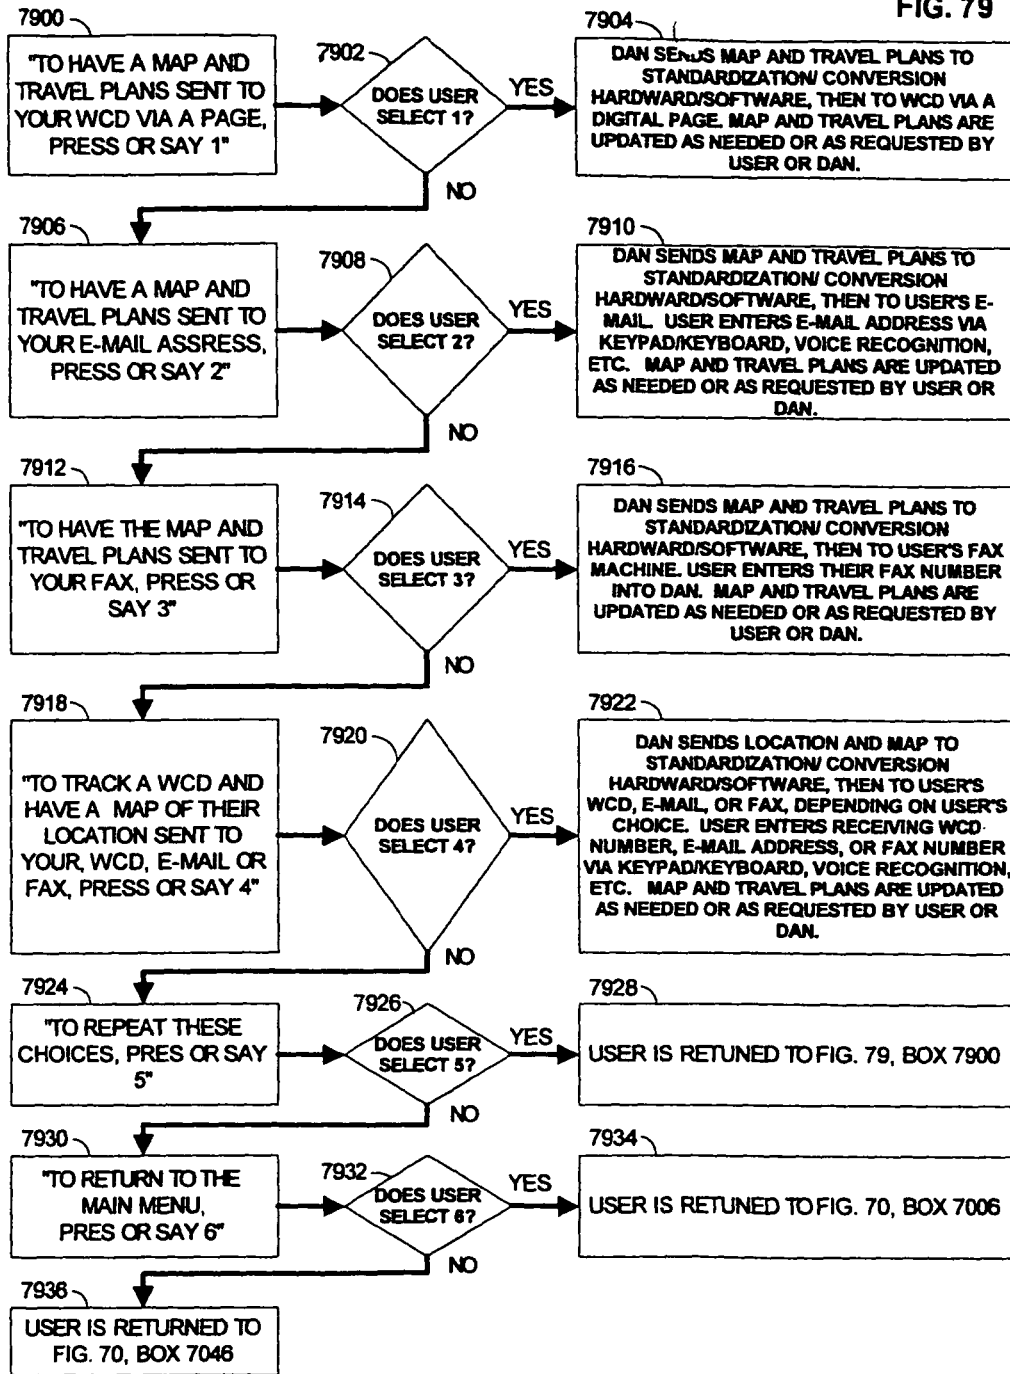 FIG. 79
7900
"TO HAVE A MAP AND
TRAVEL PLANS SENT TO
YOUR WCD VIA A PAGE,
PRESS OR SAY 1"
7902
DOES USER
SELECT 1?
YES
NO
7904
DAN SENDS MAP AND TRAVEL PLANS TO
STANDARDIZATION/ CONVERSION
HARDWARD/SOFTWARE, THEN TO WCD VIA A
DIGITAL PAGE. MAP AND TRAVEL PLANS ARE
UPDATED AS NEEDED OR AS REQUESTED BY
USER OR DAN.
7906
"TO HAVE A MAP AND
TRAVEL PLANS SENT TO
YOUR E-MAIL ASSRESS,
PRESS OR SAY 2"
7908
DOES USER
SELECT 2?
YES
NO
7910
DAN SENDS MAP AND TRAVEL PLANS TO
STANDARDIZATION/ CONVERSION
HARDWARD/SOFTWARE, THEN TO USER'S E-
MAIL. USER ENTERS E-MAIL ADDRESS VIA
KEYPAD/KEYBOARD, VOICE RECOGNITION,
ETC. MAP AND TRAVEL PLANS ARE UPDATED
AS NEEDED OR AS REQUESTED BY USER OR
DAN.
7912
"TO HAVE THE MAP AND
TRAVEL PLANS SENT TO
YOUR FAX, PRESS OR
SAY 3"
7914
DOES USER
SELECT 3?
YES
NO
7916
DAN SENDS MAP AND TRAVEL PLANS TO
STANDARDIZATION/ CONVERSION
HARDWARD/SOFTWARE, THEN TO USER'S FAX
MACHINE. USER ENTERS THEIR FAX NUMBER
INTO DAN. MAP AND TRAVEL PLANS ARE
UPDATED AS NEEDED OR AS REQUESTED BY
USER OR DAN.
7918
"TO TRACK A WCD AND
HAVE A MAP OF THEIR
LOCATION SENT TO
YOUR, WCD, E-MAIL OR
FAX, PRESS OR SAY 4"
7920
DOES USER
SELECT 4?
YES
NO
7922
DAN SENDS LOCATION AND MAP TO
STANDARDIZATION/ CONVERSION
HARDWARD/SOFTWARE, THEN TO USER'S
WCD, E-MAIL, OR FAX, DEPENDING ON USER'S
CHOICE. USER ENTERS RECEIVING WCD
NUMBER, E-MAIL ADDRESS, OR FAX NUMBER
VIA KEYPAD/KEYBOARD, VOICE RECOGNITION,
ETC. MAP AND TRAVEL PLANS ARE UPDATED
AS NEEDED OR AS REQUESTED BY USER OR
DAN.
7924
"TO REPEAT THESE
CHOICES, PRES OR SAY
5"
7926
DOES USER
SELECT 5?
YES
NO
7928
USER IS RETUNED TO FIG. 79, BOX 7900
7930
"TO RETURN TO THE
MAIN MENU,
PRES OR SAY 6"
7932
DOES USER
SELECT 6?
YES
NO
7934
USER IS RETUNED TO FIG. 70, BOX 7006
7936
USER IS RETURNED TO
FIG. 70, BOX 7046